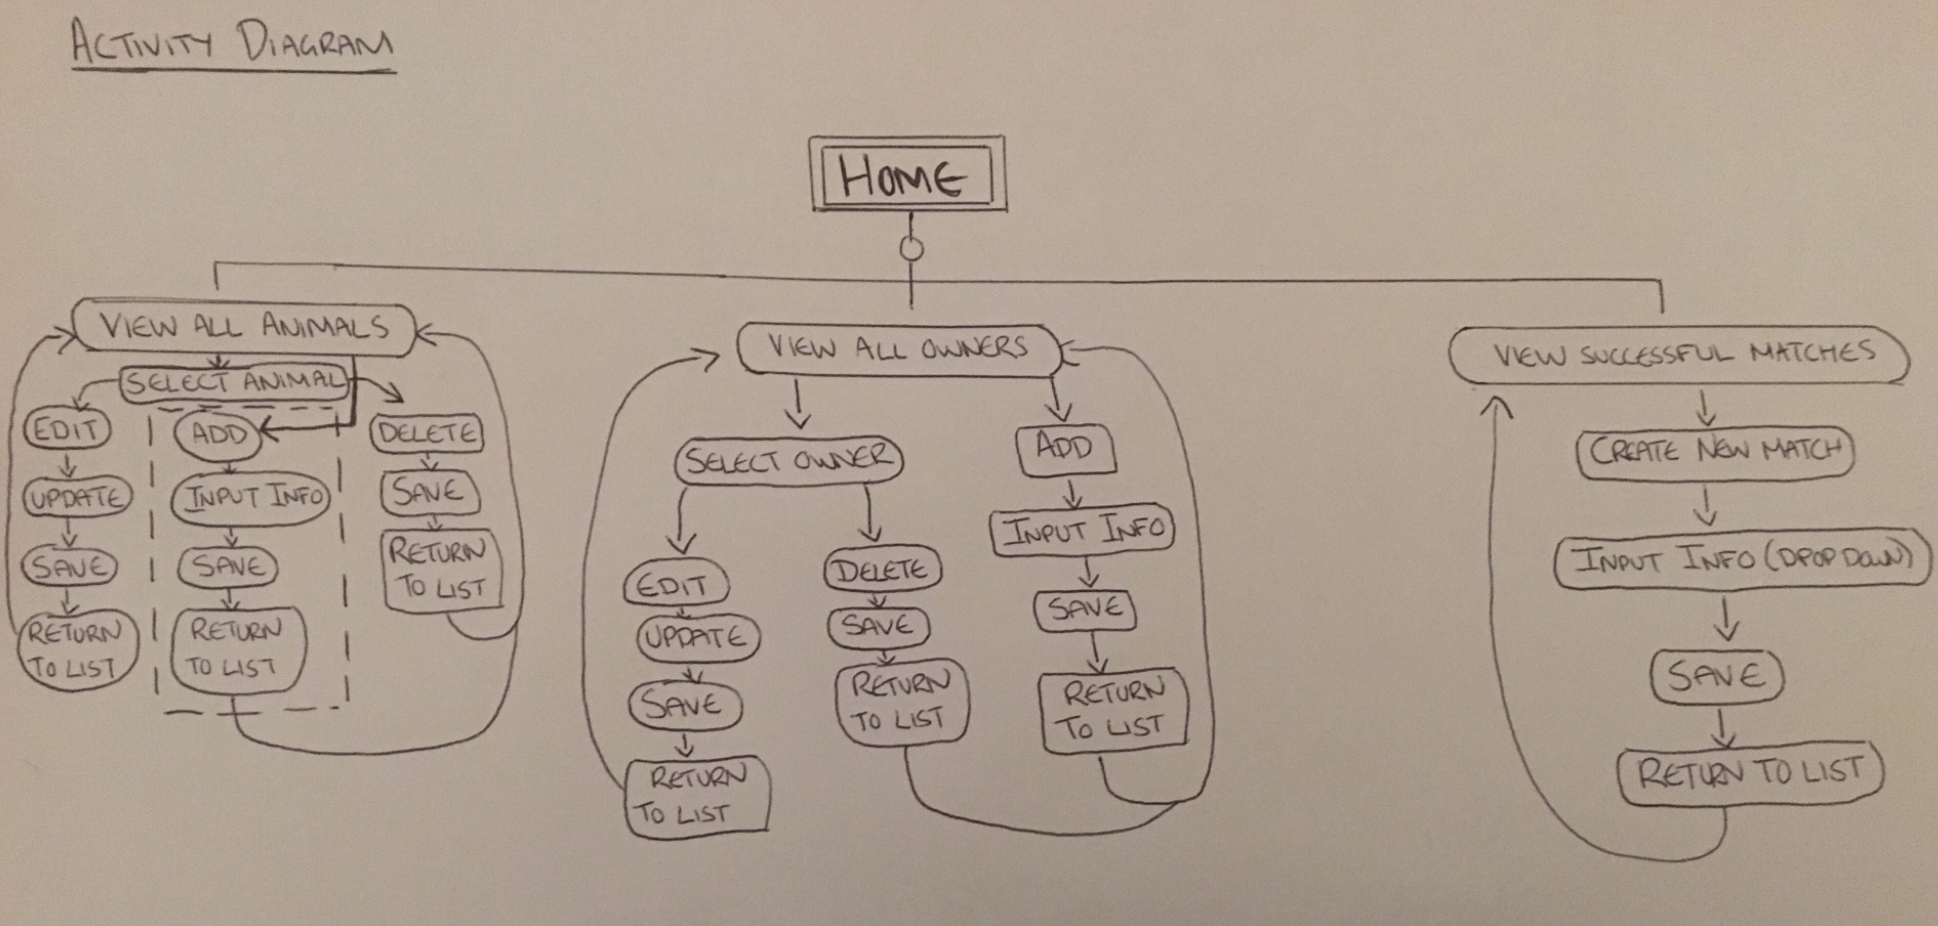 ACTIVITY DIAGRAM
HOME
VIEW ALL ANIMALS
SELECT ANIMAL
EDIT
UPDATE
SAVE
RETURN
TO LIST
ADD
INPUT INFO
SAVE
RETURN
TO LIST
DELETE
SAVE
RETURN
TO LIST
VIEW ALL OWNERS
SELECT OWNER
EDIT
UPDATE
SAVE
RETURN
TO LIST
DELETE
SAVE
RETURN
TO LIST
ADD
INPUT INFO
SAVE
RETURN
TO LIST
VIEW SUCCESSFUL MATCHES
CREATE NEW MATCH
INPUT INFO (DROP DOWN)
SAVE
RETURN TO LIST